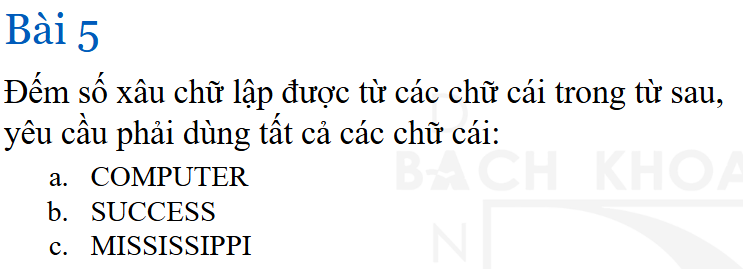 Bài 5
Đếm số xâu chữ lập được từ các chữ cái trong từ sau,
yêu cầu phải dùng tất cả các chữ cái:
a. COMPUTER
b. SUCCESS
c. MISSISSIPPI
BACH KHOA
N